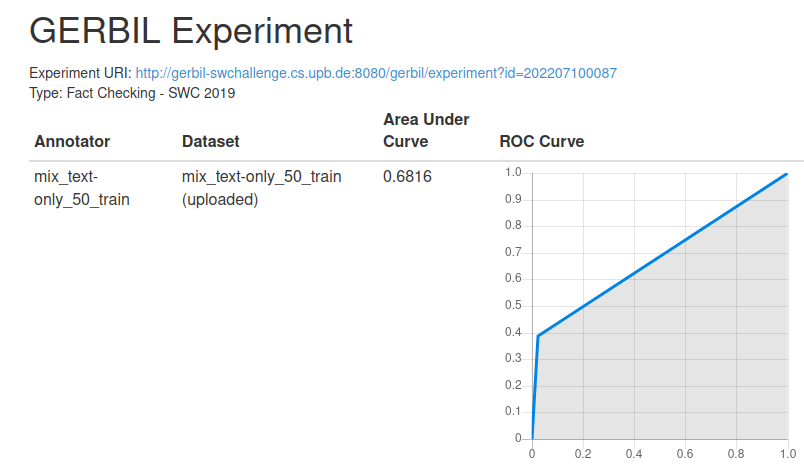 GERBIL Experiment
Experiment URI: http://gerbil-swchallenge.cs.upb.de:8080/gerbil/experiment?id=202207100087
Type: Fact Checking - SWC 2019
Annotator Dataset Area Under Curve ROC Curve
mix_text-only_50_train mix_text-only_50_train (uploaded) 0.6816
1.0
0.9
0.8
0.7
0.6
0.5
0.4
0.3
0.2
0.1
0
0 0.2 0.4 0.6 0.8 1.0